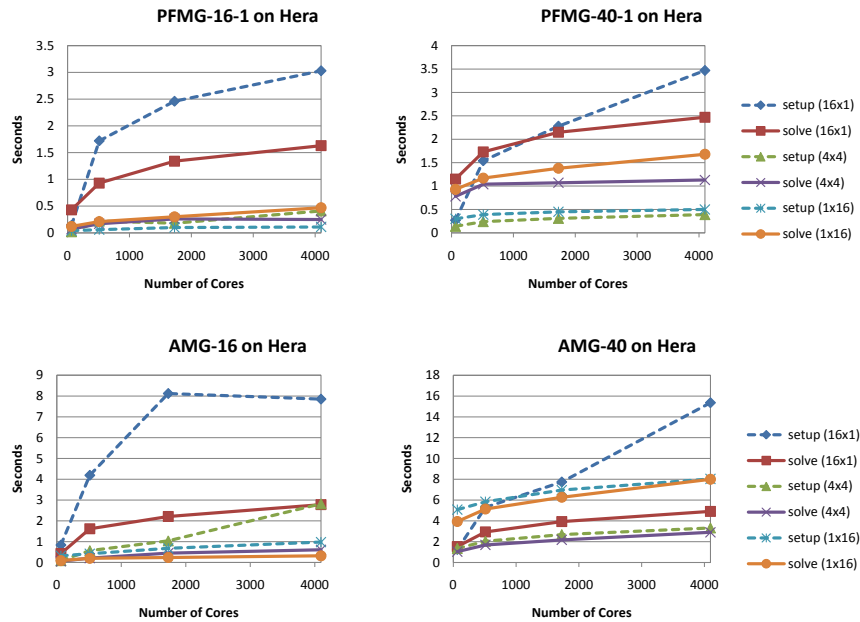 PFMG-16-1 on Hera
3.5
3
2.5
2
1.5
1
0.5
0
0 1000 2000 3000 4000
Seconds
Number of Cores
PFMG-40-1 on Hera
4
3.5
3
2.5
2
1.5
1
0.5
0
0 1000 2000 3000 4000
Seconds
Number of Cores
setup (16x1)
solve (16x1)
setup (4x4)
solve (4x4)
setup (1x16)
solve (1x16)
AMG-16 on Hera
9
8
7
6
5
4
3
2
1
0
0 1000 2000 3000 4000
Seconds
Number of Cores
AMG-40 on Hera
18
16
14
12
10
8
6
4
2
0
0 1000 2000 3000 4000
Seconds
Number of Cores
setup (16x1)
solve (16x1)
setup (4x4)
solve (4x4)
setup (1x16)
solve (1x16)